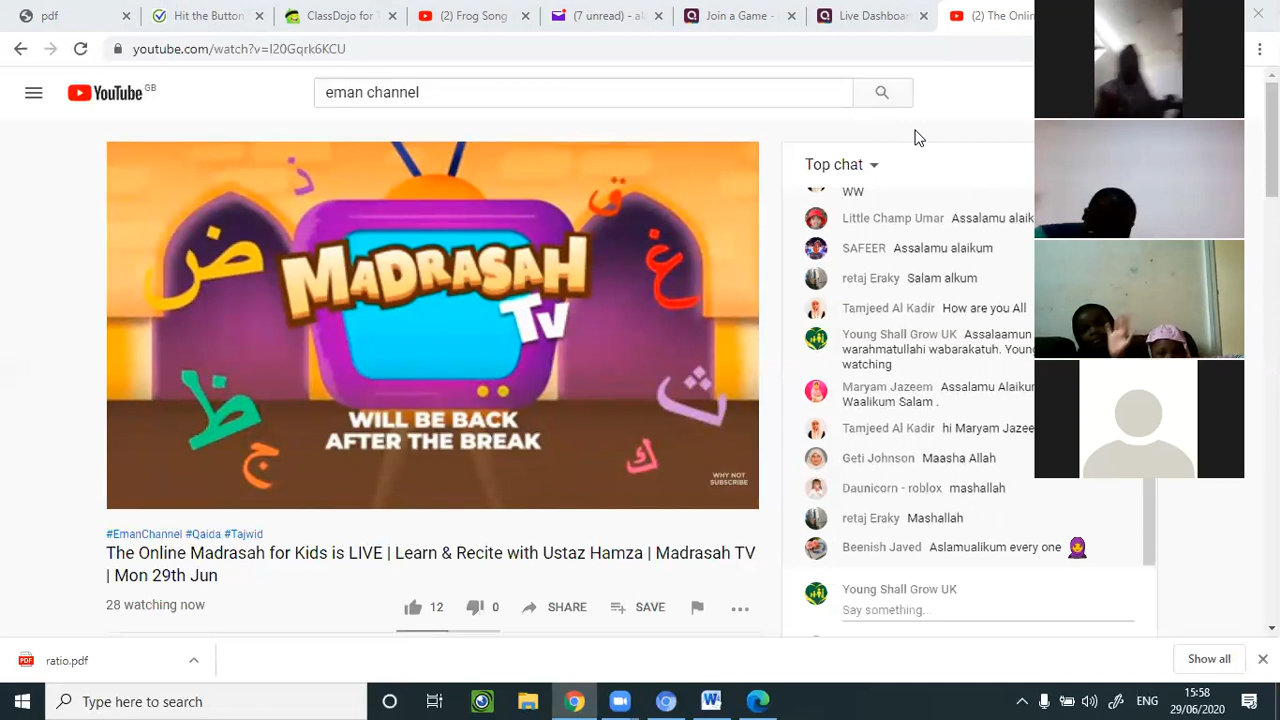 pdf
Hit the Button
ClassDojo for T
(2) Frog Song
(7 unread) - al
Join a Game -
Live Dashboar
(2) The Onlin
youtube.com/watch?v=I20Gqrk6KCU
YouTube GB
eman channel
ض
ذ
ق
غ
MADRASAH
Tv
ظ
ج
ث
ك
WILL BE BACK
AFTER THE BREAK
WHY NOT
SUBSCRIBE
#EmanChannel #Qaida #Tajwid
The Online Madrasah for Kids is LIVE | Learn & Recite with Ustaz Hamza | Madrasah TV
| Mon 29th Jun
28 watching now
12
0
SHARE
SAVE
Top chat
WW
Little Champ Umar Assalamu alaik
SAFEER Assalamu alaikum
retaj Eraky Salam alkum
Tamjeed Al Kadir How are you All
Young Shall Grow UK Assalaamun
warahmatullahi wabarakatuh. Youn
watching
Maryam Jazeem Assalamu Alaikui
Waalikum Salam .
Tamjeed Al Kadir hi Maryam Jazee
Geti Johnson Maasha Allah
Daunicorn - roblox mashallah
retaj Eraky Mashallah
Beenish Javed Aslamualikum every one
Young Shall Grow UK
Say something...
ratio.pdf
Show all
Type here to search
ENG
15:58
29/06/2020